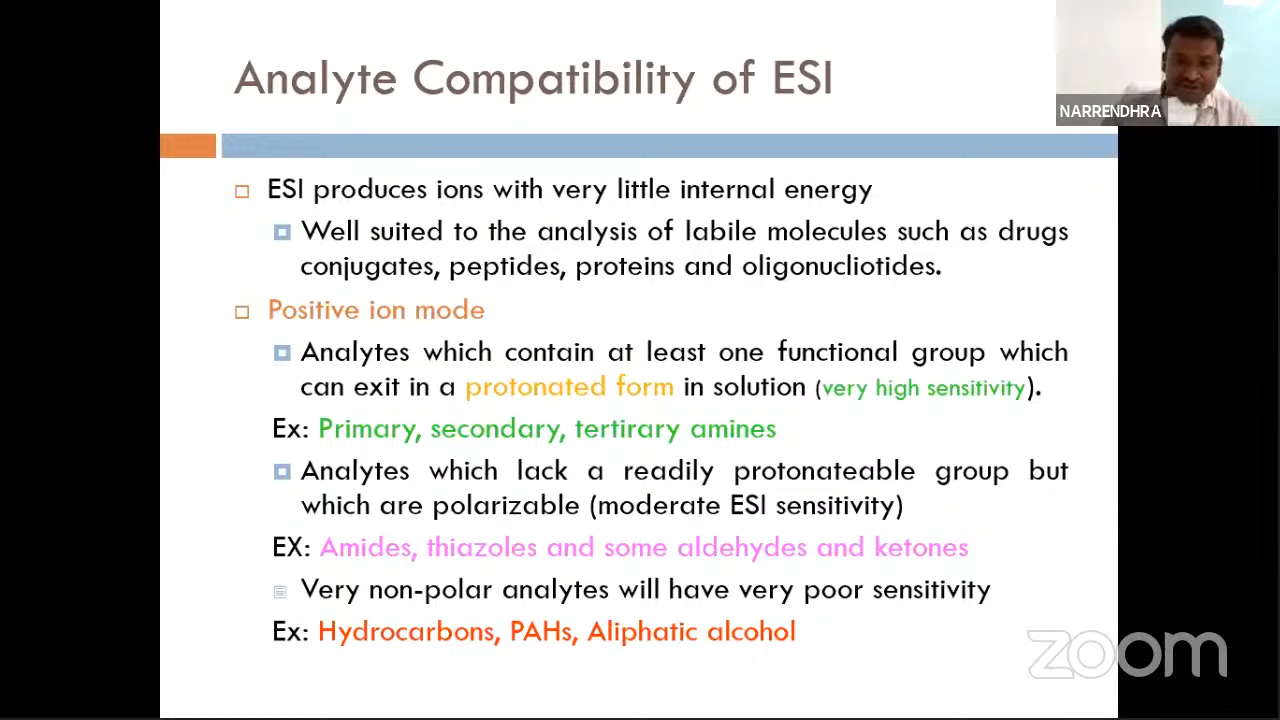 Analyte Compatibility of ESI
NARRENDHRA
ESI produces ions with very little internal energy
Well suited to the analysis of labile molecules such as drugs
conjugates, peptides, proteins and oligonucliotides.
Positive ion mode
Analytes which contain at least one functional group which
can exit in a protonated form in solution (very high sensitivity).
Ex: Primary, secondary, tertirary amines
Analytes which lack a readily protonateable group but
which are polarizable (moderate ESI sensitivity)
EX: Amides, thiazoles and some aldehydes and ketones
Very non-polar analytes will have very poor sensitivity
Ex: Hydrocarbons, PAHs, Aliphatic alcohol
zoom